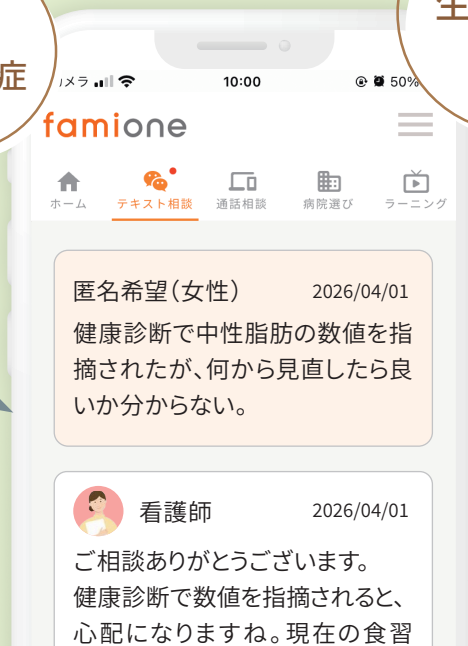 症
生
カメラ
10:00
50%
famione
ホーム
テキスト相談
通話相談
病院選び
ラーニング
匿名希望（女性）
2026/04/01
健康診断で中性脂肪の数値を指
摘されたが、何から見直したら良
いか分からない。
看護師
2026/04/01
ご相談ありがとうございます。
健康診断で数値を指摘されると、
心配になりますね。現在の食習